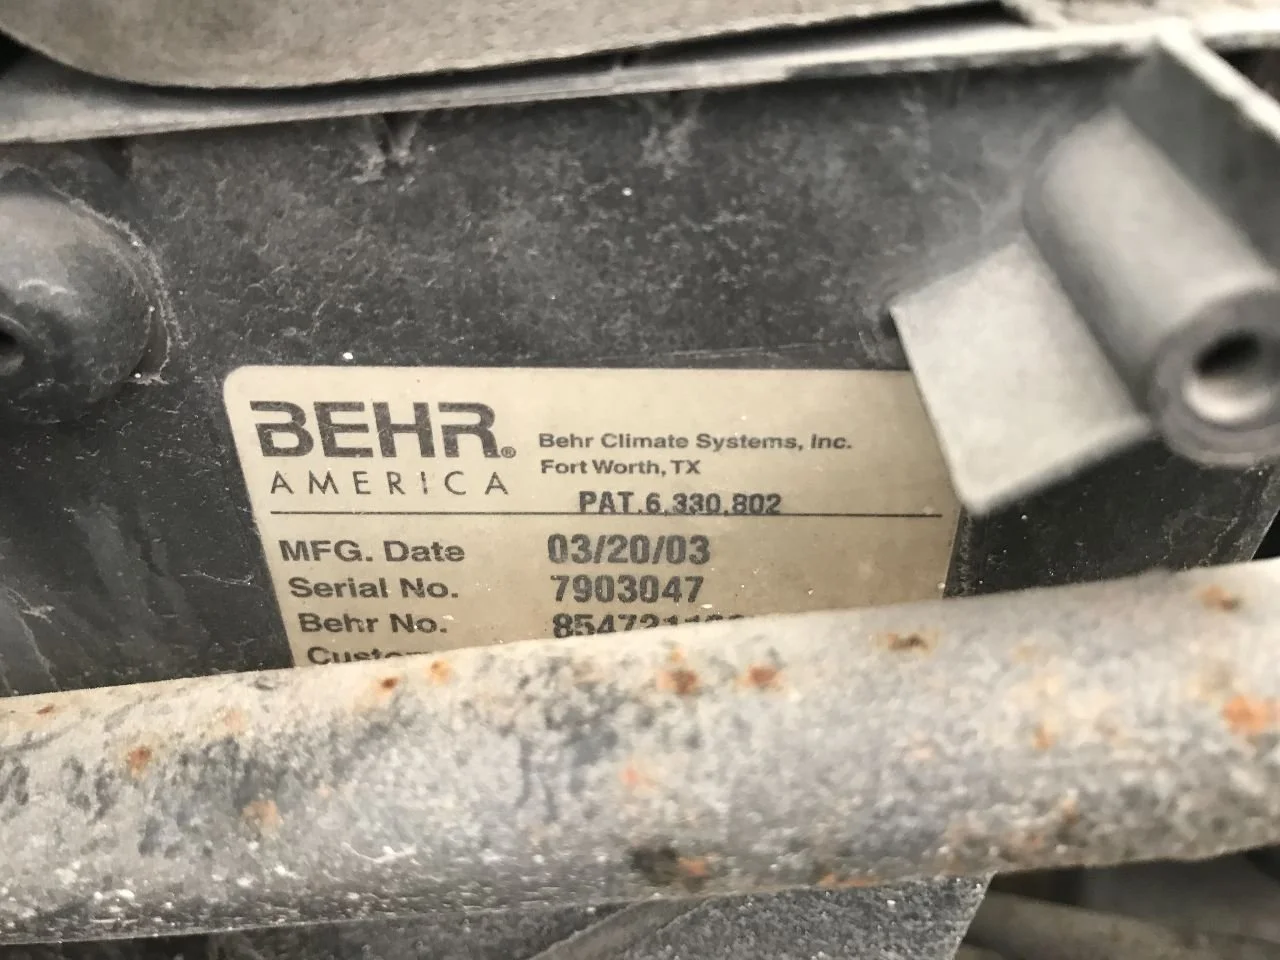 BEHR®
AMERICA
Behr Climate Systems, Inc.
Fort Worth, TX
PAT.6,330,802
MFG. Date 03/20/03
Serial No. 7903047
Behr No.